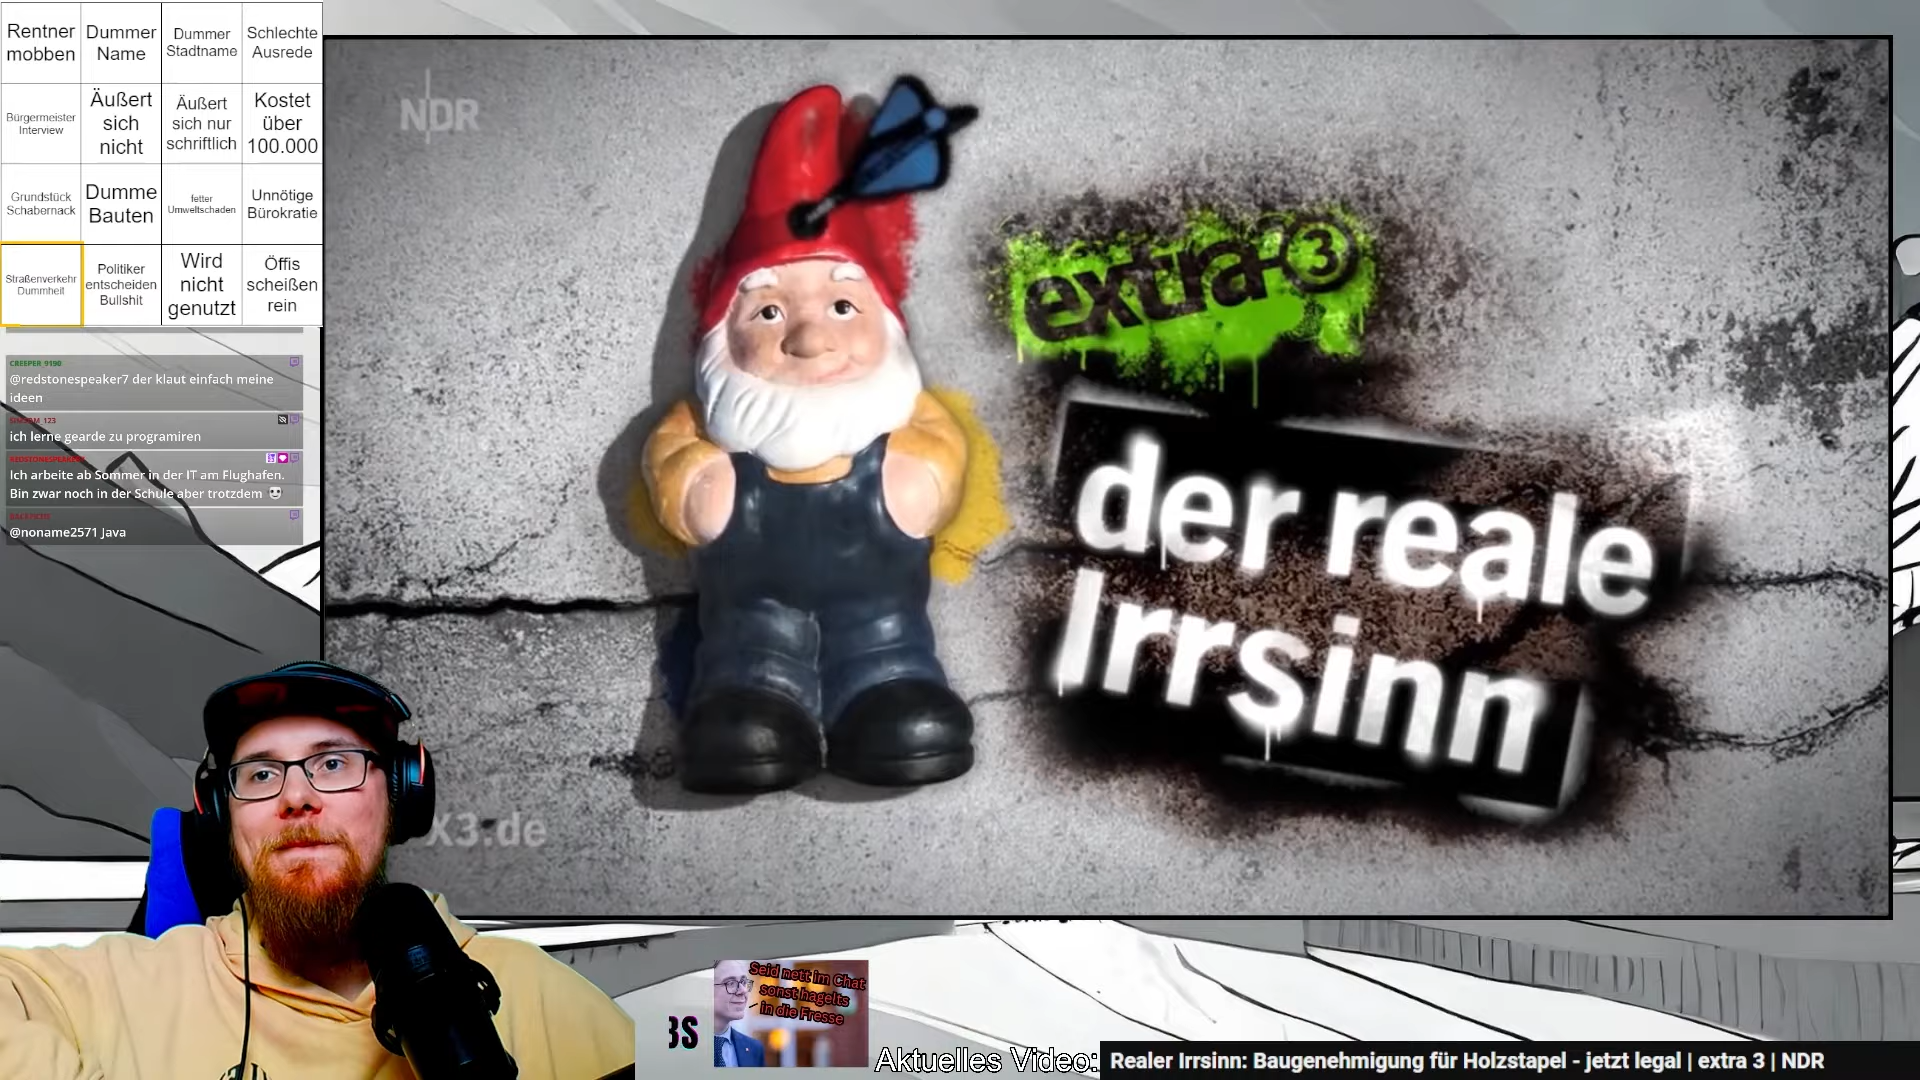 Rentner
mobben
Dummer
Name
Dummer
Stadtname
Schlechte
Ausrede
Bürgermeister
Interview
Äußert
sich
nicht
Äußert
sich nur
schriftlich
Kostet
über
100.000
Grundstück
Schabernack
Dumme
Bauten
fetter
Umweltschaden
Unnötige
Bürokratie
Straßenverkehr
Dummheit
Politiker
entscheiden
Bullshit
Wird
nicht
genutzt
Öffis
scheißen
rein
CREEPER_9190
@redstonespeaker7 der klaut einfach meine
ideen
ich lerne gearde zu programiren
Ich arbeite ab Sommer in der IT am Flughafen.
Bin zwar noch in der Schule aber trotzdem
@noname2571 Java
NDR
extra 3
der reale
Irrsinn
X3.de
BS
Seid nett im Chat
sonst hagelts
in die Fresse
Aktuelles Video:
Realer Irrsinn: Baugenehmigung für Holzstapel - jetzt legal | extra 3 | NDR